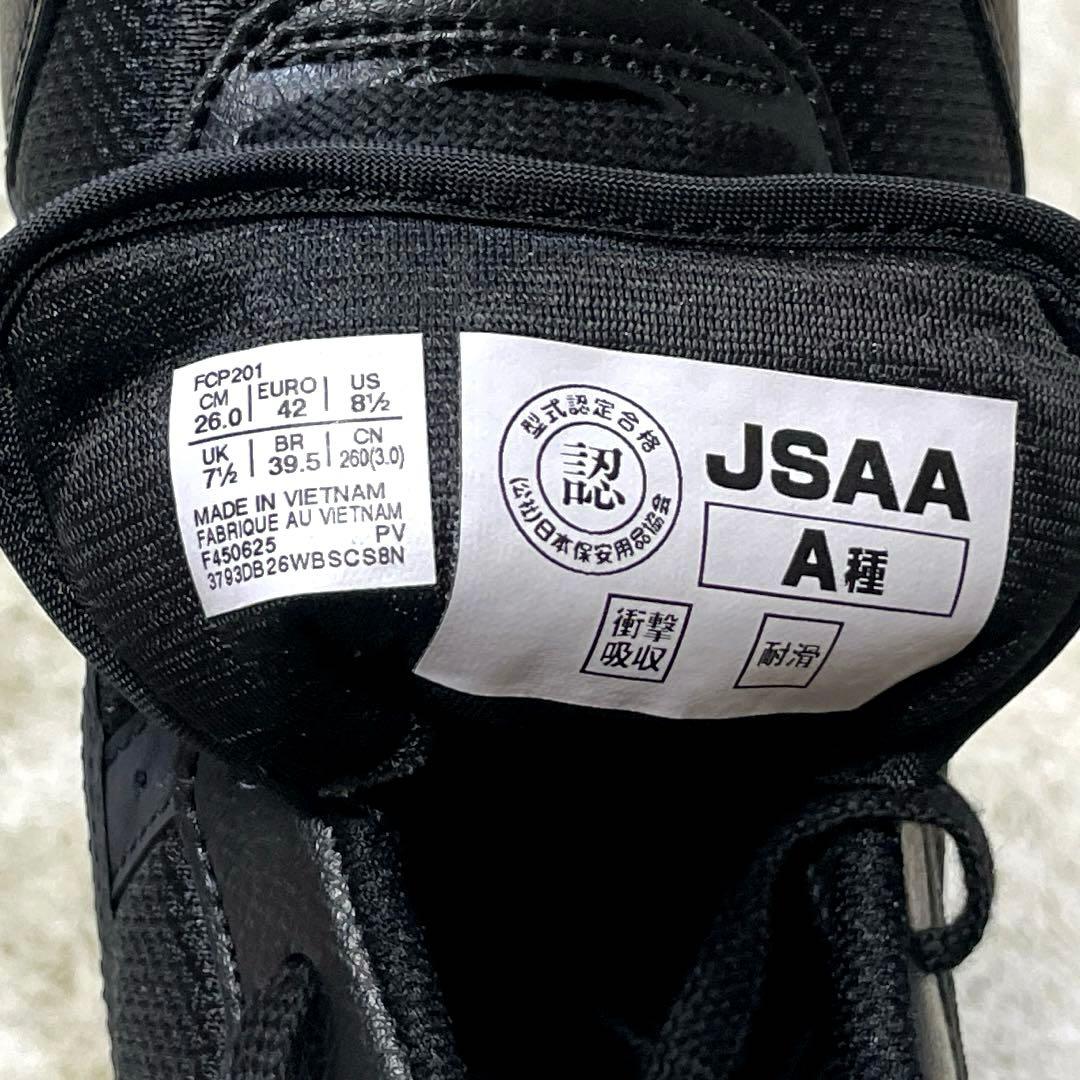 FCP201
CM EURO US
26.0 42 8½
UK BR CN
7½ 39.5 260(3.0)
MADE IN VIETNAM
FABRIQUE AU VIETNAM
F450625 PV
3793DB26WBSCS8N
型式認定合格
認
(公社)日本保安用品協会
JSAA
A種
衝撃
吸収
耐滑